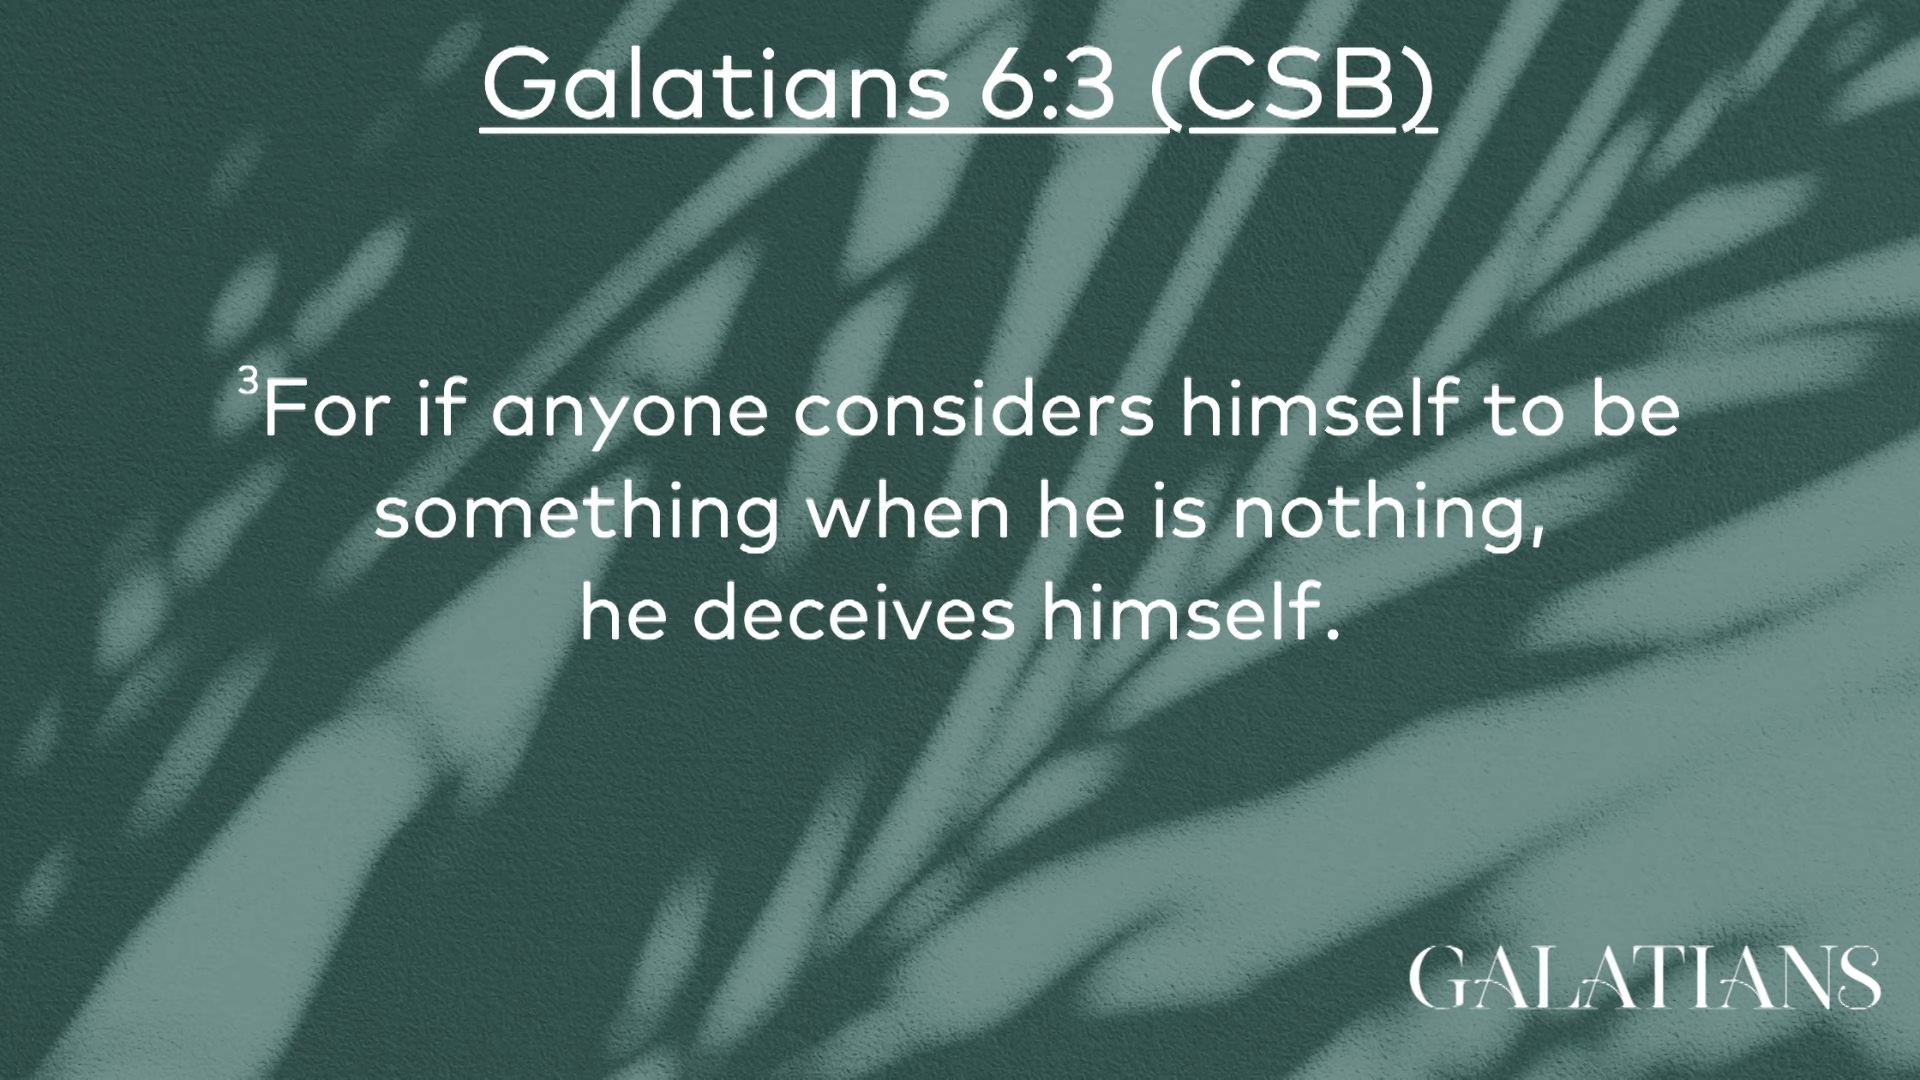 Galatians 6:3 (CSB)
³For if anyone considers himself to be
something when he is nothing,
he deceives himself.
GALATIANS